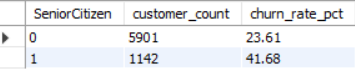 SeniorCitizen customer_count churn_rate_pct
0 5901 23.61
1 1142 41.68